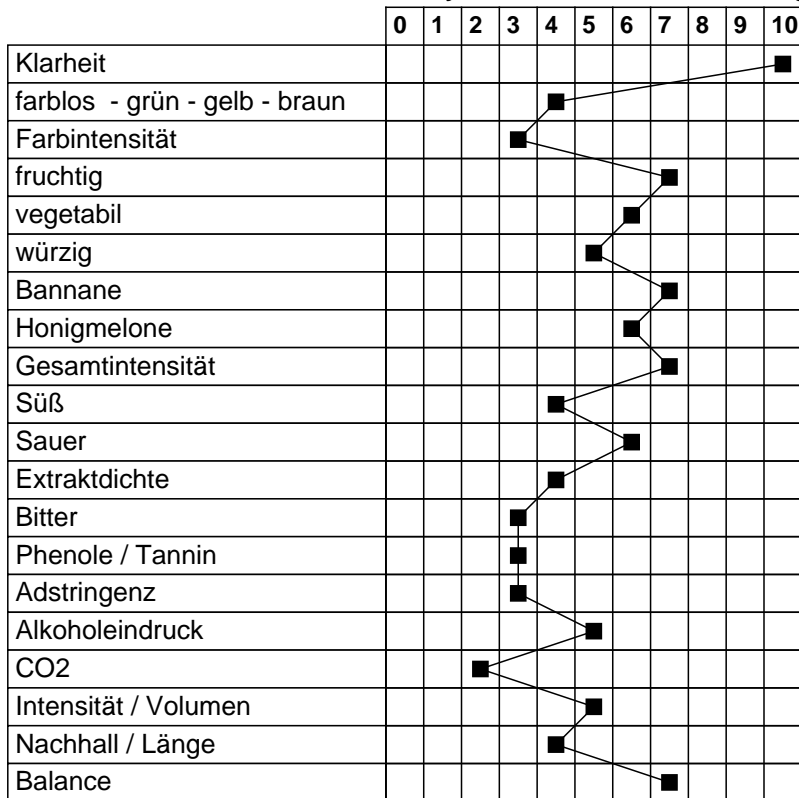 0 1 2 3 4 5 6 7 8 9 10
Klarheit
farblos - grün - gelb - braun
Farbintensität
fruchtig
vegetabil
würzig
Bannane
Honigmelone
Gesamtintensität
Süß
Sauer
Extraktdichte
Bitter
Phenole / Tannin
Adstringenz
Alkoholeindruck
CO2
Intensität / Volumen
Nachhall / Länge
Balance